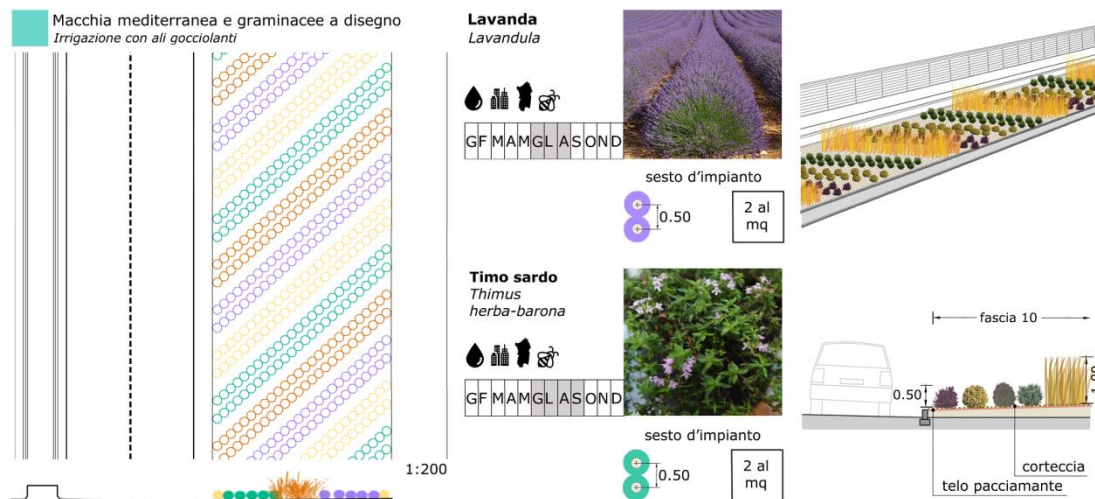 Macchia mediterranea e graminacee a disegno
Irrigazione con ali gocciolanti
1:200
Lavanda
Lavandula
G F M A M G L A S O N D
sesto d'impianto
0.50
2 al
mq
Timo sardo
Thimus
herba-barona
G F M A M G L A S O N D
sesto d'impianto
0.50
2 al
mq
fascia 10
0.50
corteccia
telo pacciamante